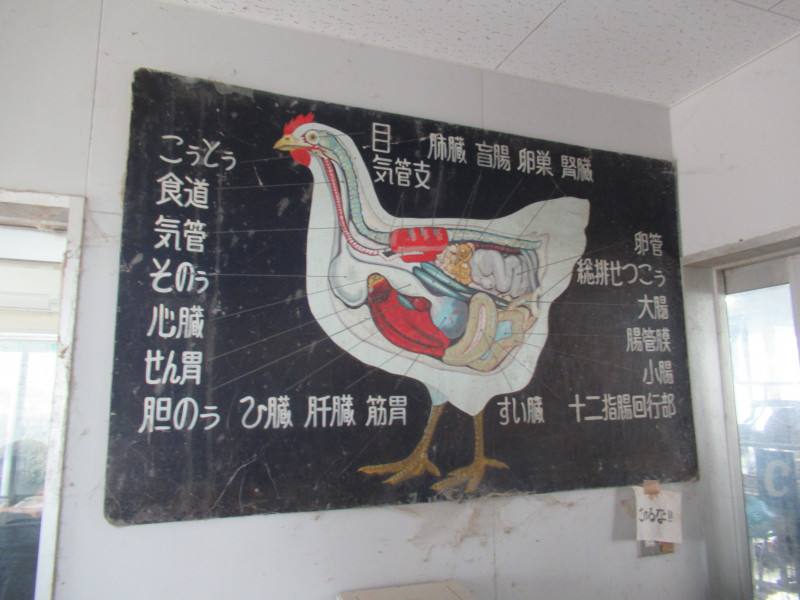 こうとう
食道
気管
そのう
心臓
せん胃
胆のう
ひ臓
肝臓
筋胃
目
気管支
肺臓
盲腸
卵巣
腎臓
卵管
総排せつこう
大腸
腸管膜
小腸
すい臓
十二指腸回行部